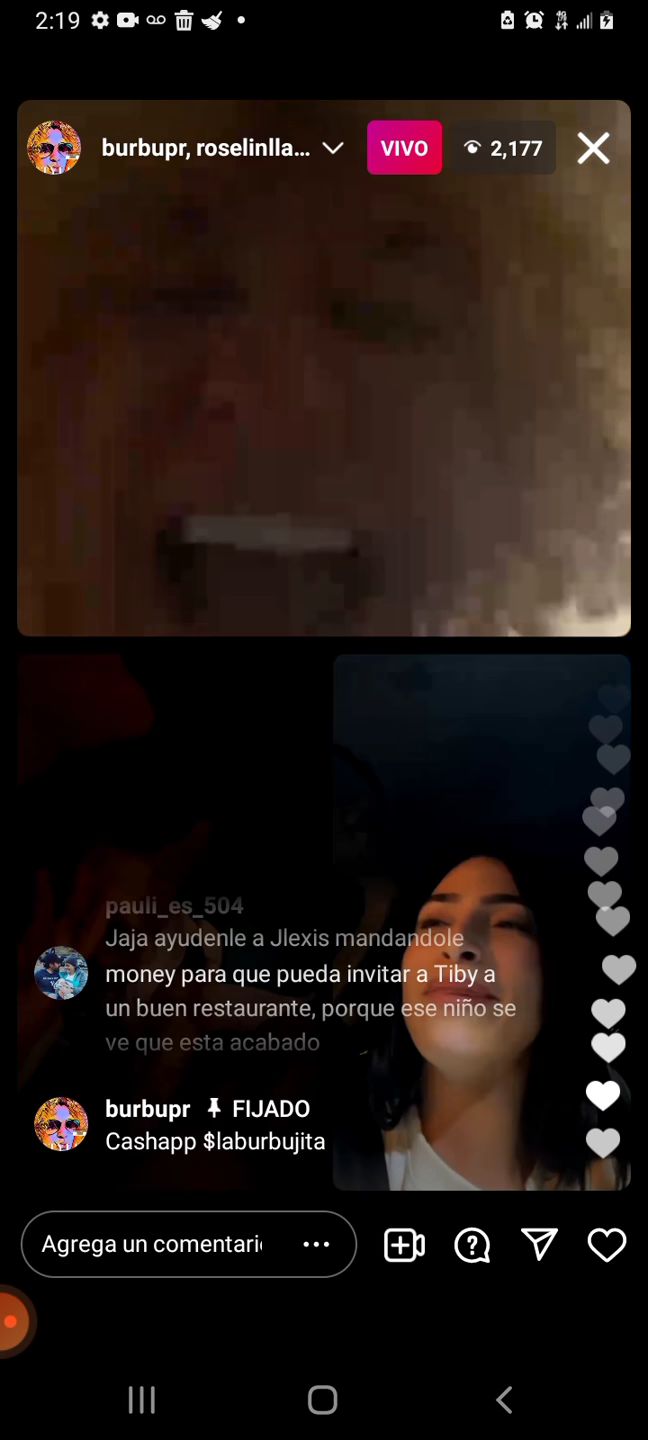 2:19
burbupr, roselinlla...
VIVO
2,177
pauli_es_504
Jaja ayudenle a Jlexis mandandole
money para que pueda invitar a Tiby a
un buen restaurante, porque ese niño se
ve que esta acabado
burbupr FIJADO
Cashapp $laburbujita
Agrega un comentari